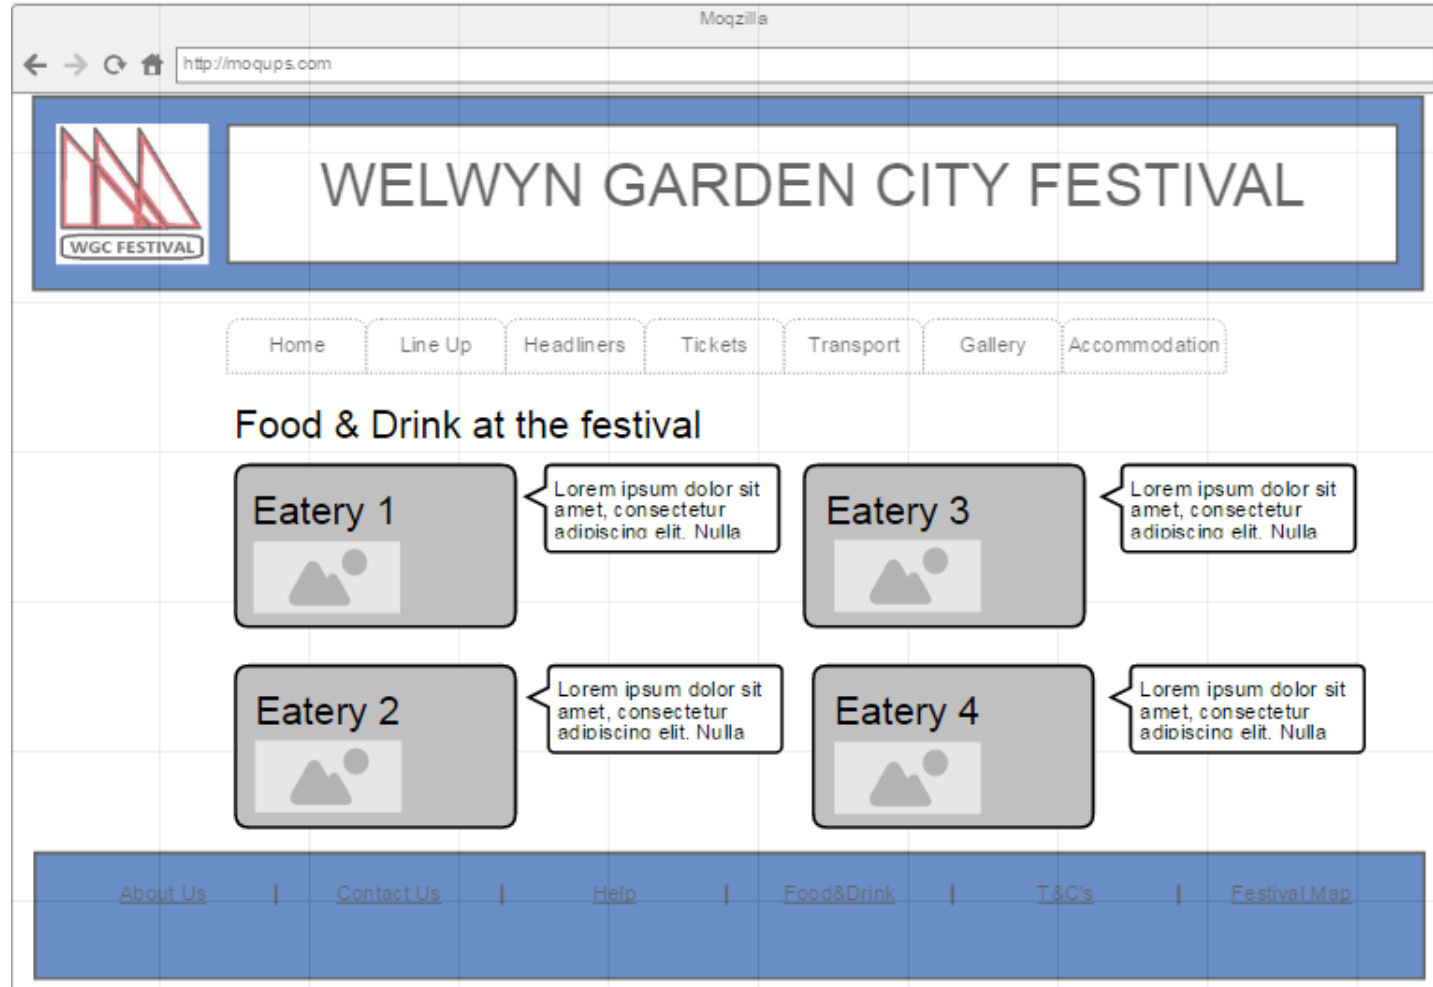 Moqzilla
http://moqups.com
WGC FESTIVAL
WELWYN GARDEN CITY FESTIVAL
Home Line Up Headliners Tickets Transport Gallery Accommodation
Food & Drink at the festival
Eatery 1
Lorem ipsum dolor sit
amet, consectetur
adipiscing elit. Nulla
Eatery 3
Lorem ipsum dolor sit
amet, consectetur
adipiscing elit. Nulla
Eatery 2
Lorem ipsum dolor sit
amet, consectetur
adipiscing elit. Nulla
Eatery 4
Lorem ipsum dolor sit
amet, consectetur
adipiscing elit. Nulla
About Us | Contact Us | Help | Food&Drink | T&C's | Festival Map